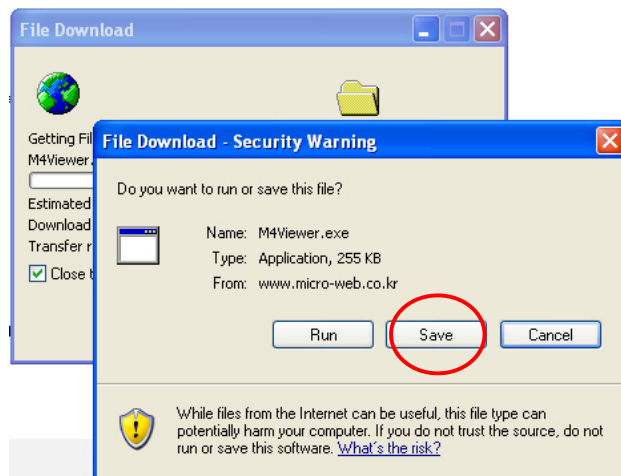 File Download
Getting Fil
M4Viewer.
Estimated
Download
Transfer r
Close t
File Download - Security Warning
Do you want to run or save this file?
Name: M4Viewer.exe
Type: Application, 255 KB
From: www.micro-web.co.kr
Run Save Cancel
While files from the Internet can be useful, this file type can
potentially harm your computer. If you do not trust the source, do not
run or save this software. What's the risk?